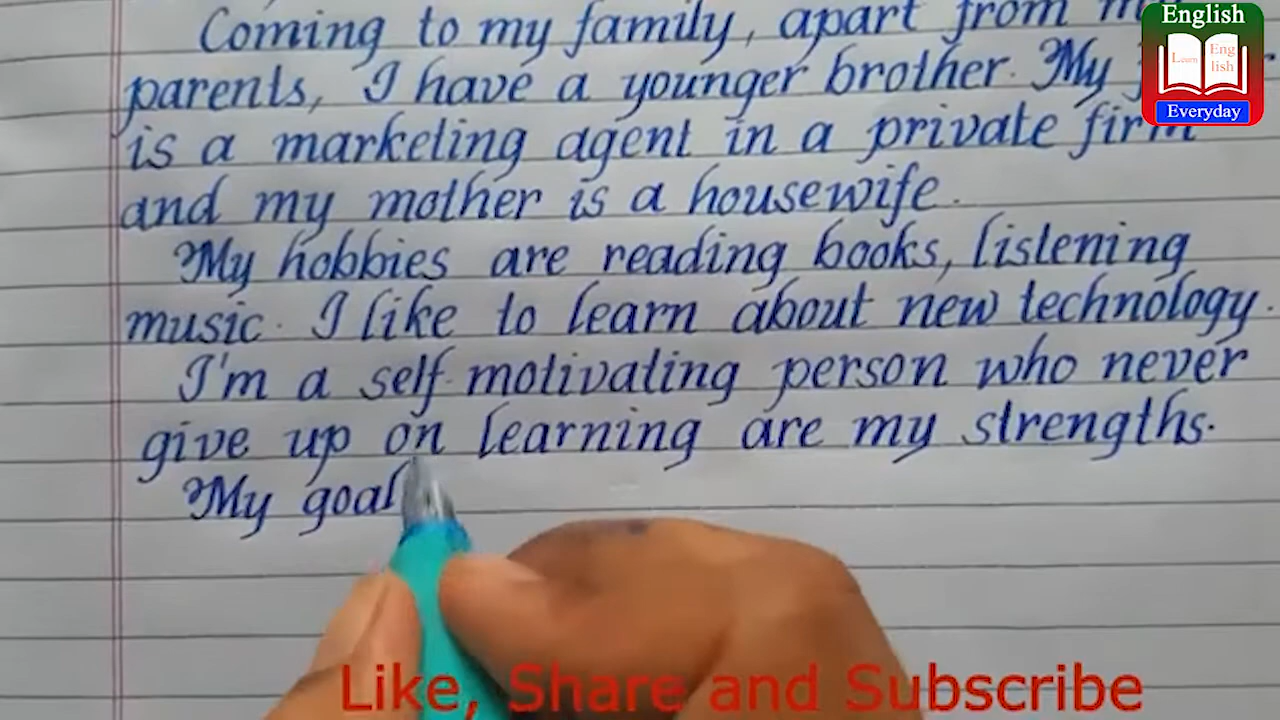 Coming to my family, apart from my
parents, I have a younger brother. My
is a marketing agent in a private firm
and my mother is a housewife.
My hobbies are reading books, listening
music. I like to learn about new technology.
I'm a self-motivating person who never
give up on learning are my strengths.
My goal
English
Learn
Eng
lish
Everyday
Like, Share and Subscribe